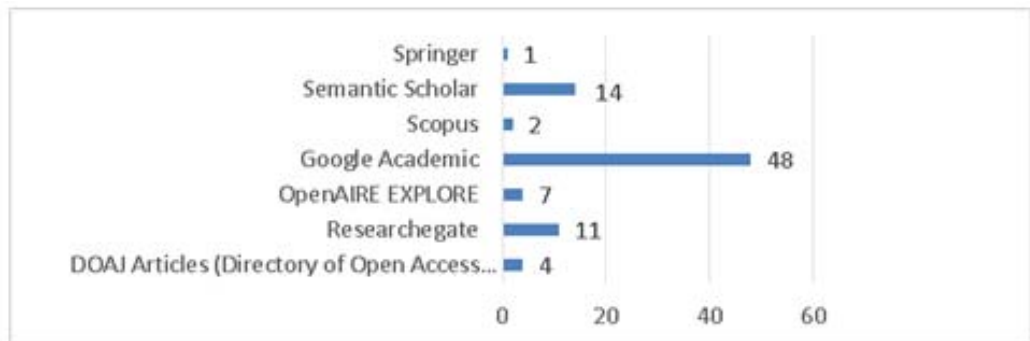 Springer 1
Semantic Scholar 14
Scopus 2
Google Academic 48
OpenAIRE EXPLORE 7
Researchegate 11
DOAJ Articles (Directory of Open Access... 4
0 20 40 60